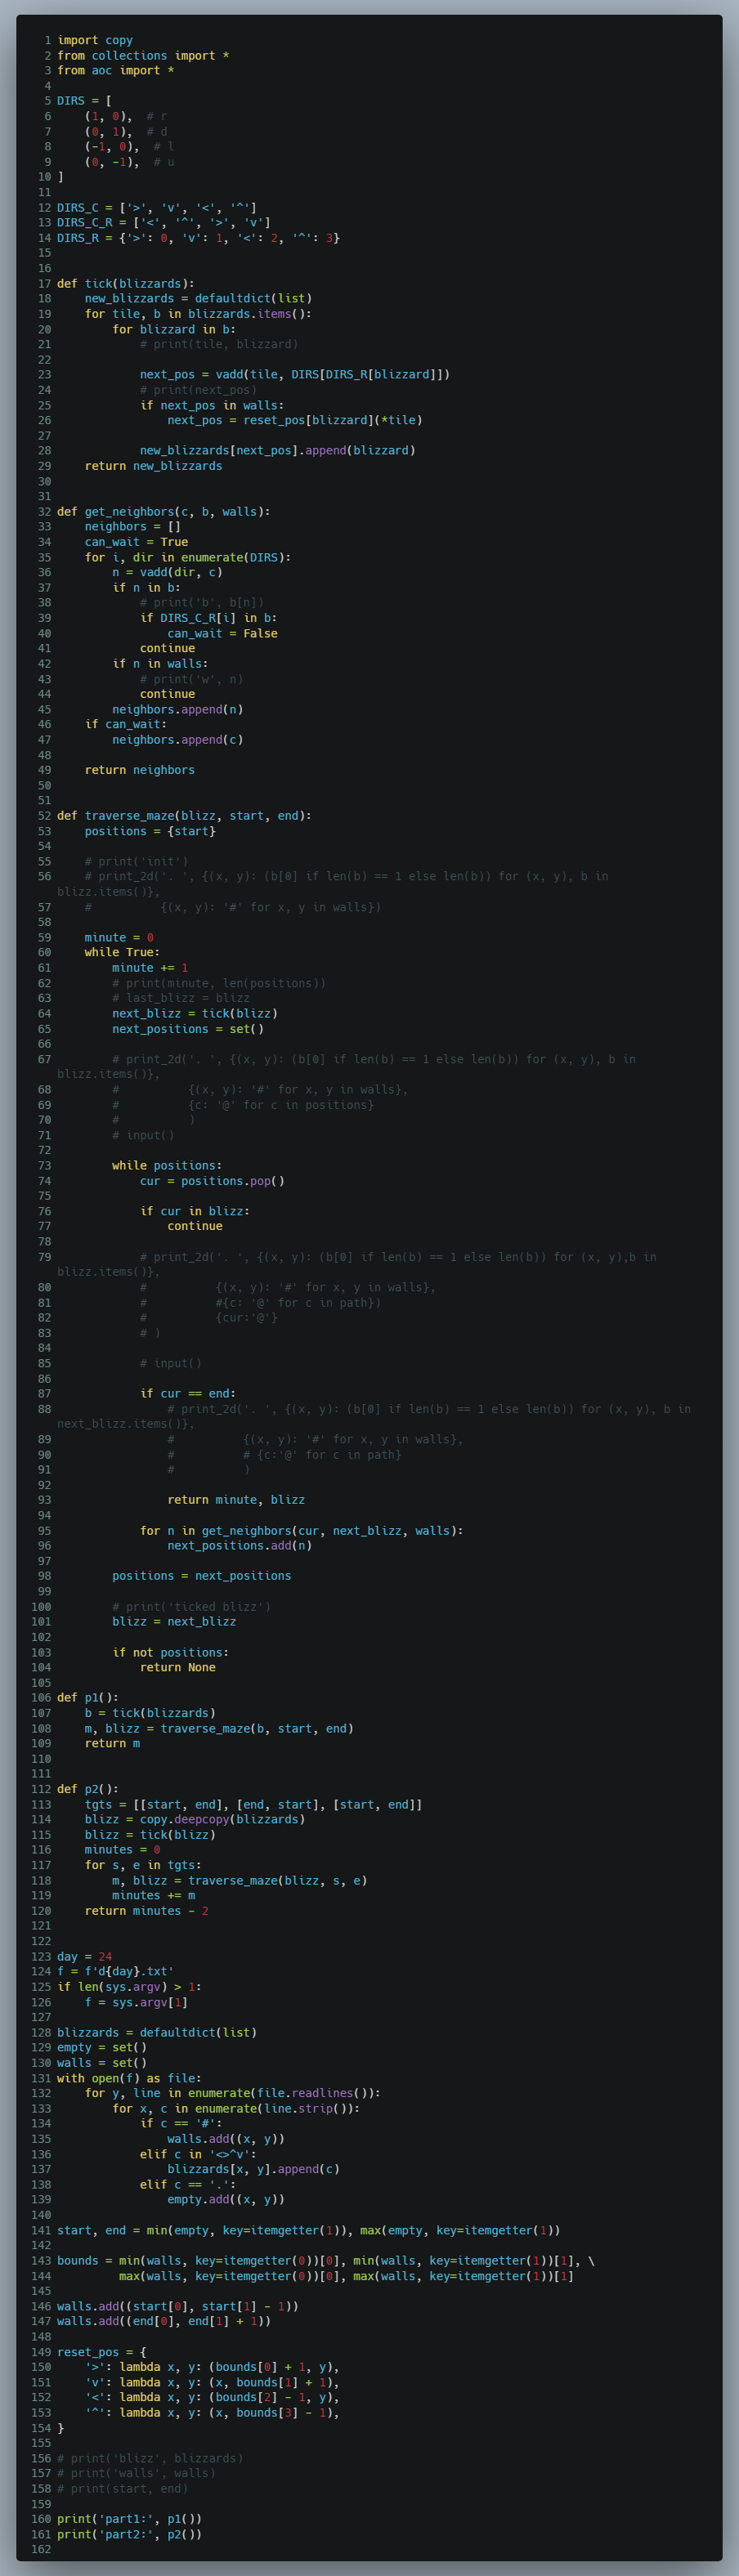 1 import copy
2 from collections import *
3 from aoc import *
4
5 DIRS = [
6     (1, 0),  # r
7     (0, 1),  # d
8     (-1, 0),  # l
9     (0, -1),  # u
10 ]
11
12 DIRS_C = ['>', 'v', '<', '^']
13 DIRS_C_R = ['<', '^', '>', 'v']
14 DIRS_R = {'>': 0, 'v': 1, '<': 2, '^': 3}
15
16
17 def tick(blizzards):
18     new_blizzards = defaultdict(list)
19     for tile, b in blizzards.items():
20         for blizzard in b:
21             # print(tile, blizzard)
22
23             next_pos = vadd(tile, DIRS[DIRS_R[blizzard]])
24             # print(next_pos)
25             if next_pos in walls:
26                 next_pos = reset_pos[blizzard](*tile)
27
28             new_blizzards[next_pos].append(blizzard)
29     return new_blizzards
30
31
32 def get_neighbors(c, b, walls):
33     neighbors = []
34     can_wait = True
35     for i, dir in enumerate(DIRS):
36         n = vadd(dir, c)
37         if n in b:
38             # print('b', b[n])
39             if DIRS_C_R[i] in b:
40                 can_wait = False
41             continue
42         if n in walls:
43             # print('w', n)
44             continue
45         neighbors.append(n)
46     if can_wait:
47         neighbors.append(c)
48
49     return neighbors
50
51
52 def traverse_maze(blizz, start, end):
53     positions = {start}
54
55     # print('init')
56     # print_2d('. ', {(x, y): (b[0] if len(b) == 1 else len(b)) for (x, y), b in
blizz.items()},
57     #          {(x, y): '#' for x, y in walls})
58
59     minute = 0
60     while True:
61         minute += 1
62         # print(minute, len(positions))
63         # last_blizz = blizz
64         next_blizz = tick(blizz)
65         next_positions = set()
66
67         # print_2d('. ', {(x, y): (b[0] if len(b) == 1 else len(b)) for (x, y), b in
blizz.items()},
68         #          {(x, y): '#' for x, y in walls},
69         #          {c: '@' for c in positions}
70         #          )
71         # input()
72
73         while positions:
74             cur = positions.pop()
75
76             if cur in blizz:
77                 continue
78
79             # print_2d('. ', {(x, y): (b[0] if len(b) == 1 else len(b)) for (x, y),b in
blizz.items()},
80             #          {(x, y): '#' for x, y in walls},
81             #          #{c: '@' for c in path})
82             #          {cur:'@'}
83             # )
84
85             # input()
86
87             if cur == end:
88                 # print_2d('. ', {(x, y): (b[0] if len(b) == 1 else len(b)) for (x, y), b in
next_blizz.items()},
89                 #          {(x, y): '#' for x, y in walls},
90                 #          # {c:'@' for c in path}
91                 #          )
92
93                 return minute, blizz
94
95             for n in get_neighbors(cur, next_blizz, walls):
96                 next_positions.add(n)
97
98         positions = next_positions
99
100         # print('ticked blizz')
101         blizz = next_blizz
102
103         if not positions:
104             return None
105
106 def p1():
107     b = tick(blizzards)
108     m, blizz = traverse_maze(b, start, end)
109     return m
110
111
112 def p2():
113     tgts = [[start, end], [end, start], [start, end]]
114     blizz = copy.deepcopy(blizzards)
115     blizz = tick(blizz)
116     minutes = 0
117     for s, e in tgts:
118         m, blizz = traverse_maze(blizz, s, e)
119         minutes += m
120     return minutes - 2
121
122
123 day = 24
124 f = f'd{day}.txt'
125 if len(sys.argv) > 1:
126     f = sys.argv[1]
127
128 blizzards = defaultdict(list)
129 empty = set()
130 walls = set()
131 with open(f) as file:
132     for y, line in enumerate(file.readlines()):
133         for x, c in enumerate(line.strip()):
134             if c == '#':
135                 walls.add((x, y))
136             elif c in '<>^v':
137                 blizzards[x, y].append(c)
138             elif c == '.':
139                 empty.add((x, y))
140
141 start, end = min(empty, key=itemgetter(1)), max(empty, key=itemgetter(1))
142
143 bounds = min(walls, key=itemgetter(0))[0], min(walls, key=itemgetter(1))[1], \
144          max(walls, key=itemgetter(0))[0], max(walls, key=itemgetter(1))[1]
145
146 walls.add((start[0], start[1] - 1))
147 walls.add((end[0], end[1] + 1))
148
149 reset_pos = {
150     '>': lambda x, y: (bounds[0] + 1, y),
151     'v': lambda x, y: (x, bounds[1] + 1),
152     '<': lambda x, y: (bounds[2] - 1, y),
153     '^': lambda x, y: (x, bounds[3] - 1),
154 }
155
156 # print('blizz', blizzards)
157 # print('walls', walls)
158 # print(start, end)
159
160 print('part1:', p1())
161 print('part2:', p2())
162